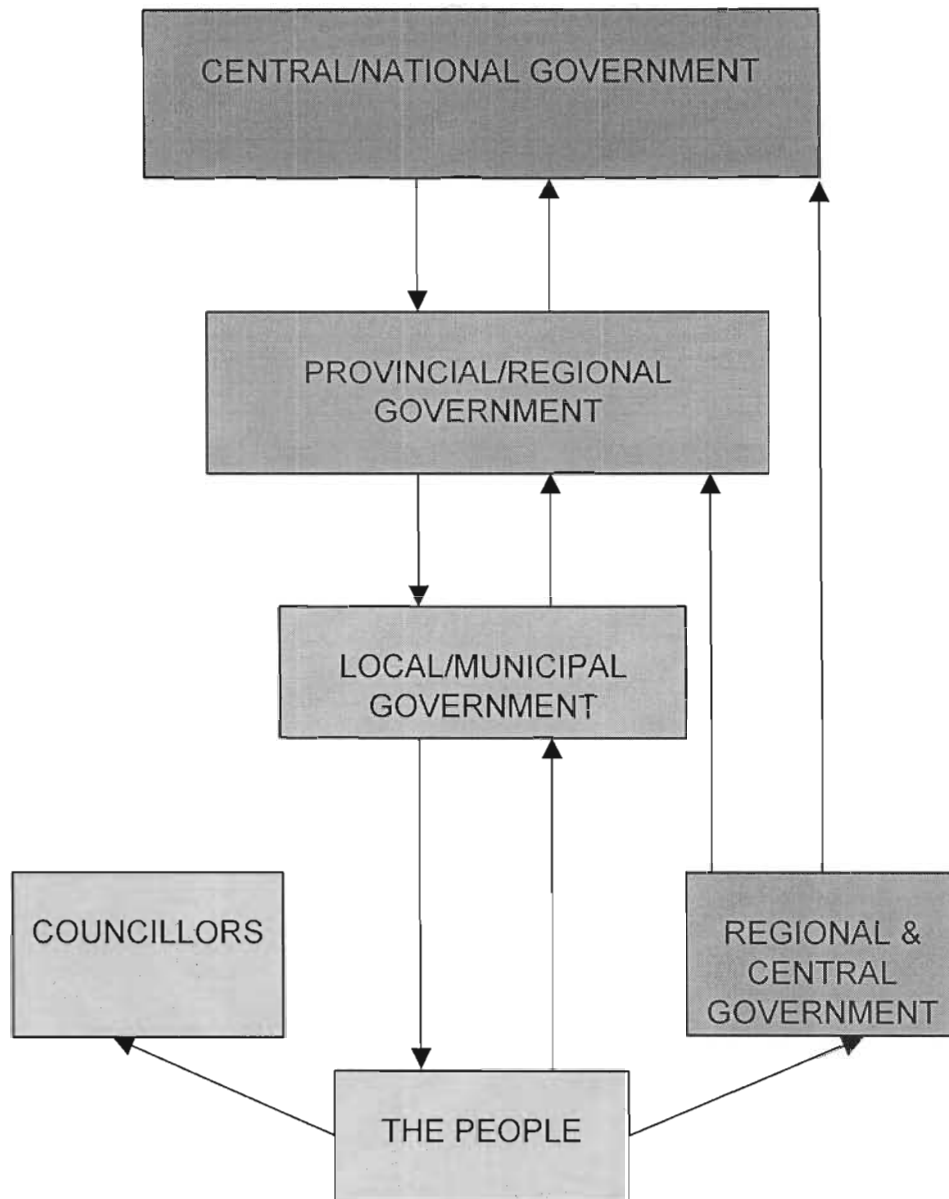 CENTRAL/NATIONAL GOVERNMENT
PROVINCIAL/REGIONAL
GOVERNMENT
LOCAL/MUNICIPAL
GOVERNMENT
COUNCILLORS
REGIONAL &
CENTRAL
GOVERNMENT
THE PEOPLE